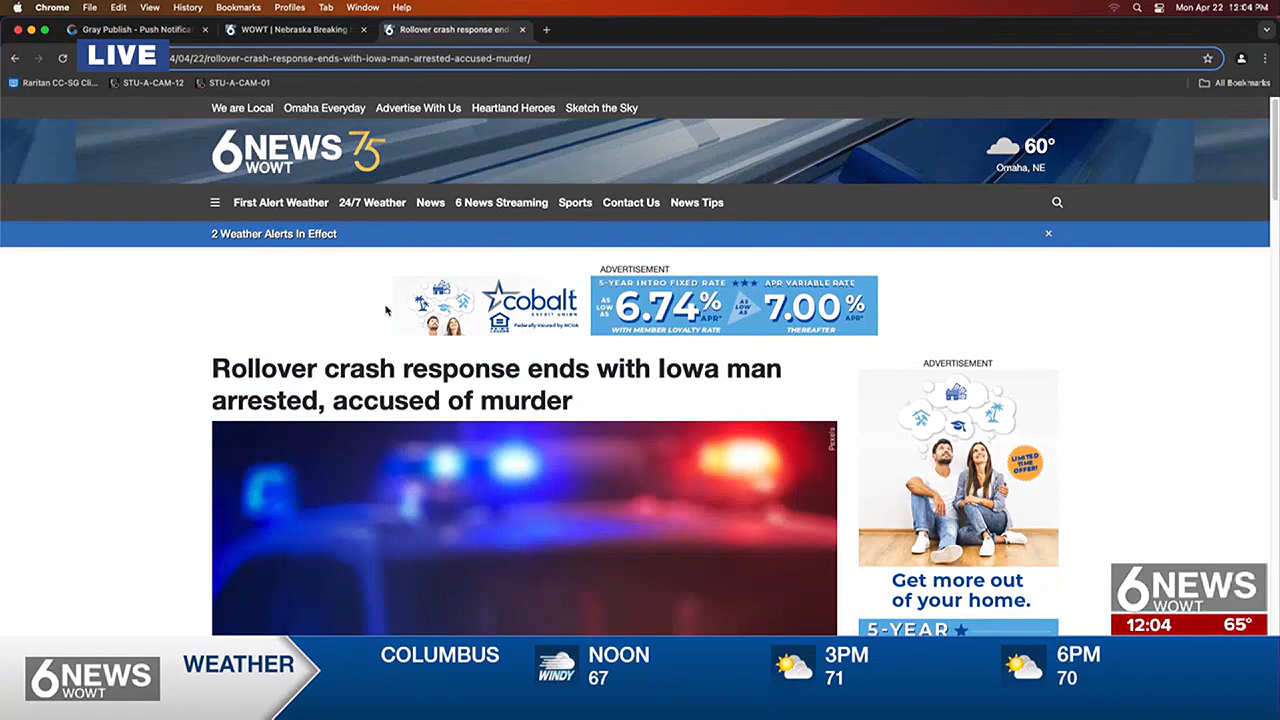 Chrome File Edit View History Bookmarks Profiles Tab Window Help
Mon Apr 22 12:04 PM
Gray Publish - Push Notifica
WOWT | Nebraska Breaking
Rollover crash response ends
LIVE
4/04/22/rollover-crash-response-ends-with-iowa-man-arrested-accused-murder/
Raritan CC-SG Cli... STU-A-CAM-12 STU-A-CAM-01
All Bookmarks
We are Local Omaha Everyday Advertise With Us Heartland Heroes Sketch the Sky
6NEWS 75
WOWT
60°
Omaha, NE
First Alert Weather 24/7 Weather News 6 News Streaming Sports Contact Us News Tips
2 Weather Alerts In Effect
ADVERTISEMENT
cobalt
CREDIT UNION
Federally Insured by NCUA
5-YEAR INTRO FIXED RATE
AS LOW AS 6.74% APR*
WITH MEMBER LOYALTY RATE
AS LOW AS
APR VARIABLE RATE
7.00% APR*
THEREAFTER
Rollover crash response ends with Iowa man
arrested, accused of murder
Pexels
ADVERTISEMENT
LIMITED
TIME
OFFER!
Get more out
of your home.
5-YEAR
6NEWS
WOWT
12:04 65°
6NEWS
WOWT
WEATHER
COLUMBUS
NOON
67
WINDY
3PM
71
6PM
70